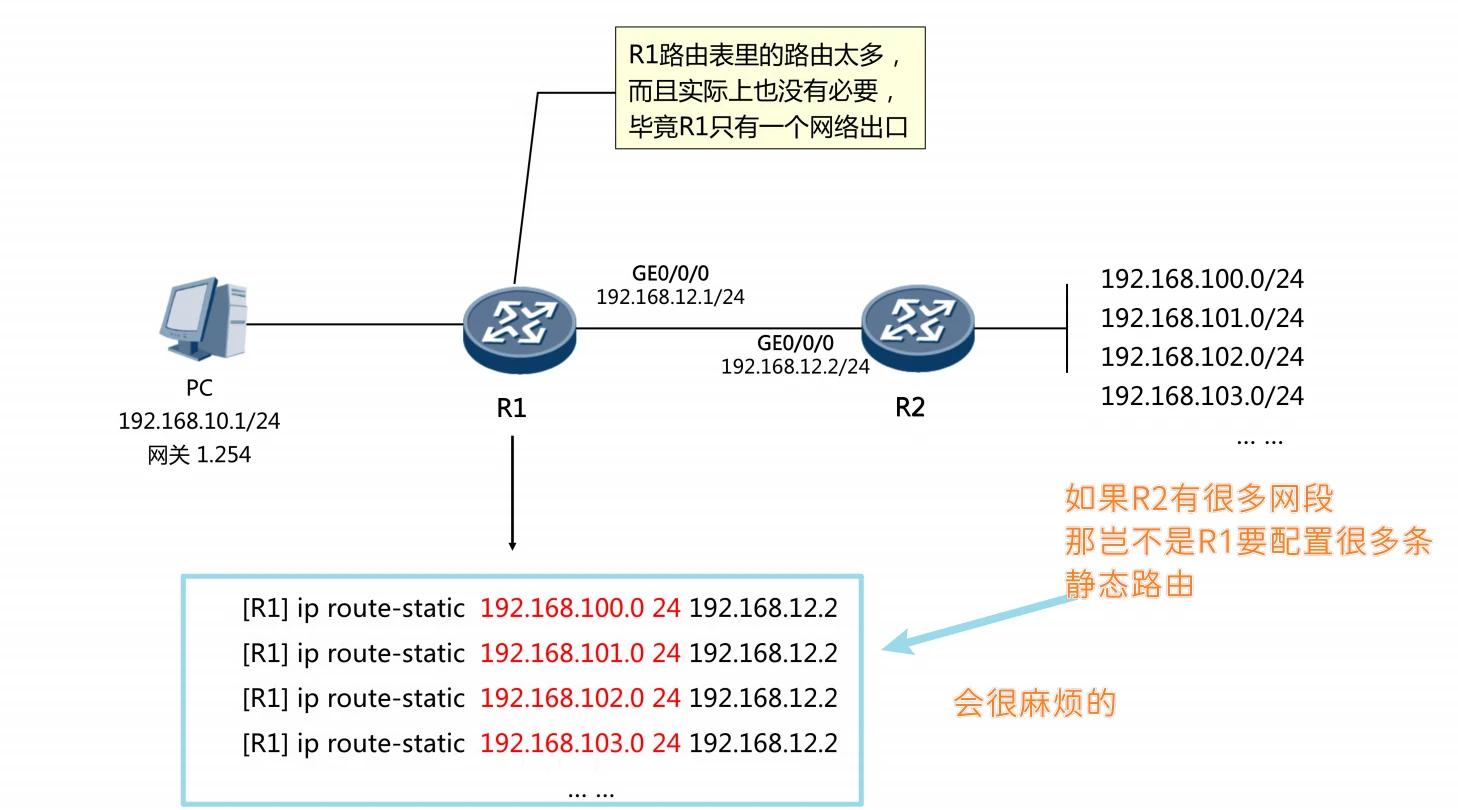 R1路由表里的路由太多，
而且实际上也没有必要，
毕竟R1只有一个网络出口
GE0/0/0
192.168.12.1/24
GE0/0/0
192.168.12.2/24
PC
192.168.10.1/24
网关 1.254
R1
R2
192.168.100.0/24
192.168.101.0/24
192.168.102.0/24
192.168.103.0/24
... ...
如果R2有很多网段
那岂不是R1要配置很多条
静态路由
会很麻烦的
[R1] ip route-static 192.168.100.0 24 192.168.12.2
[R1] ip route-static 192.168.101.0 24 192.168.12.2
[R1] ip route-static 192.168.102.0 24 192.168.12.2
[R1] ip route-static 192.168.103.0 24 192.168.12.2
... ...